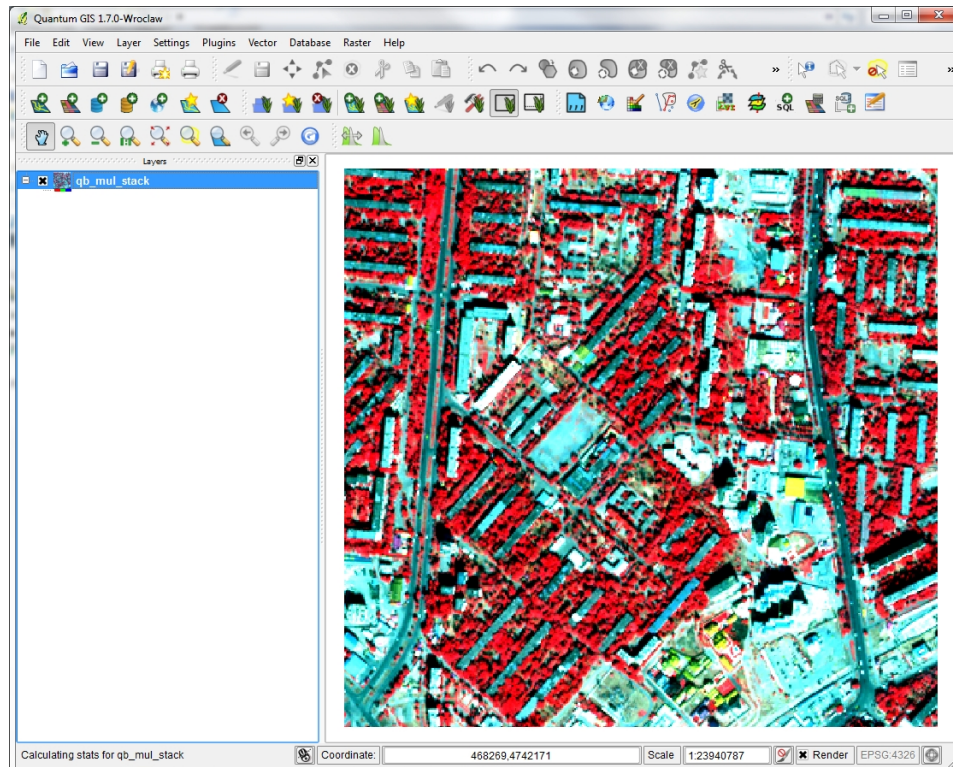 Quantum GIS 1.7.0-Wroclaw
File Edit View Layer Settings Plugins Vector Database Raster Help
» »
SQL
Layers
qb_mul_stack
Calculating stats for qb_mul_stack Coordinate: 468269,4742171 Scale 1:23940787 Render EPSG:4326